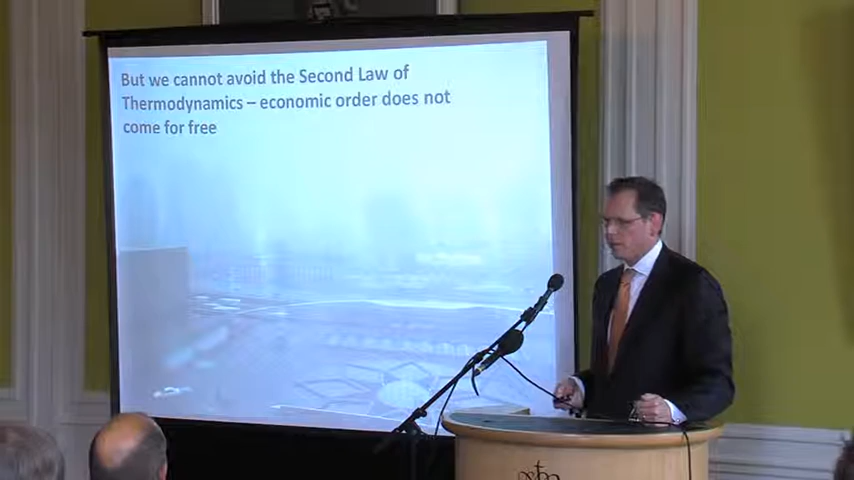 But we cannot avoid the Second Law of
Thermodynamics – economic order does not
come for free